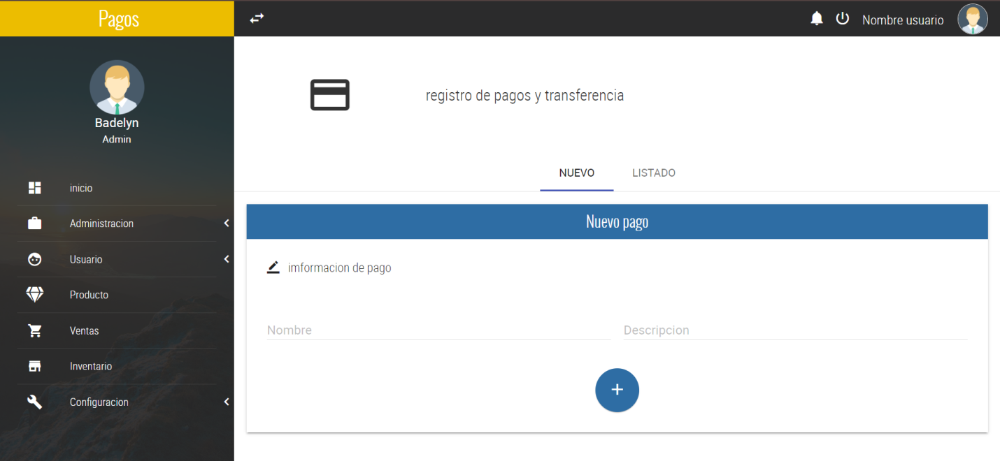 Pagos
Nombre usuario
Badelyn
Admin
inicio
Administracion
Usuario
Producto
Ventas
Inventario
Configuracion
registro de pagos y transferencia
NUEVO LISTADO
Nuevo pago
imformacion de pago
Nombre Descripcion
+